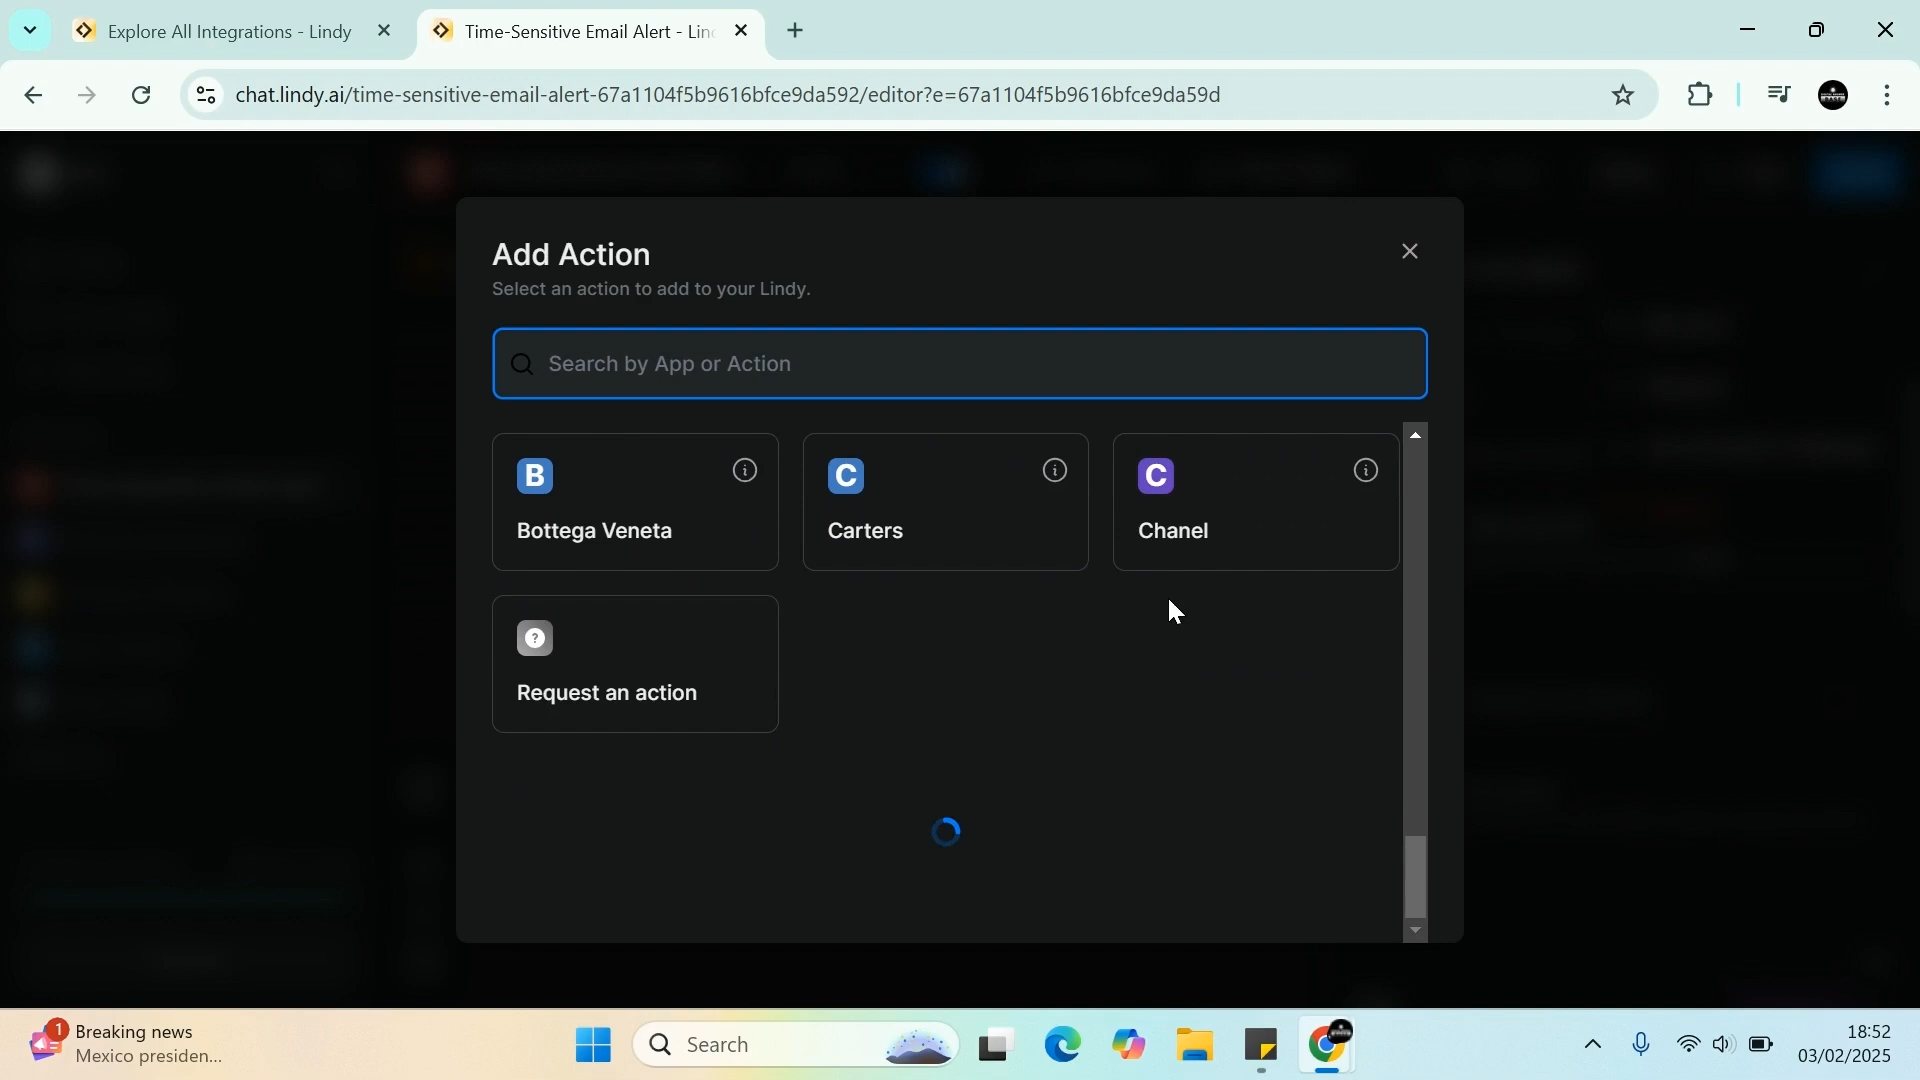 Explore All Integrations - Lindy
Time-Sensitive Email Alert - Lin
chat.lindy.ai/time-sensitive-email-alert-67a1104f5b9616bfce9da592/editor?e=67a1104f5b9616bfce9da59d
Add Action
Select an action to add to your Lindy.
Search by App or Action
B
Bottega Veneta
C
Carters
C
Chanel
?
Request an action
1
Breaking news
Mexico presiden...
Search
18:52
03/02/2025